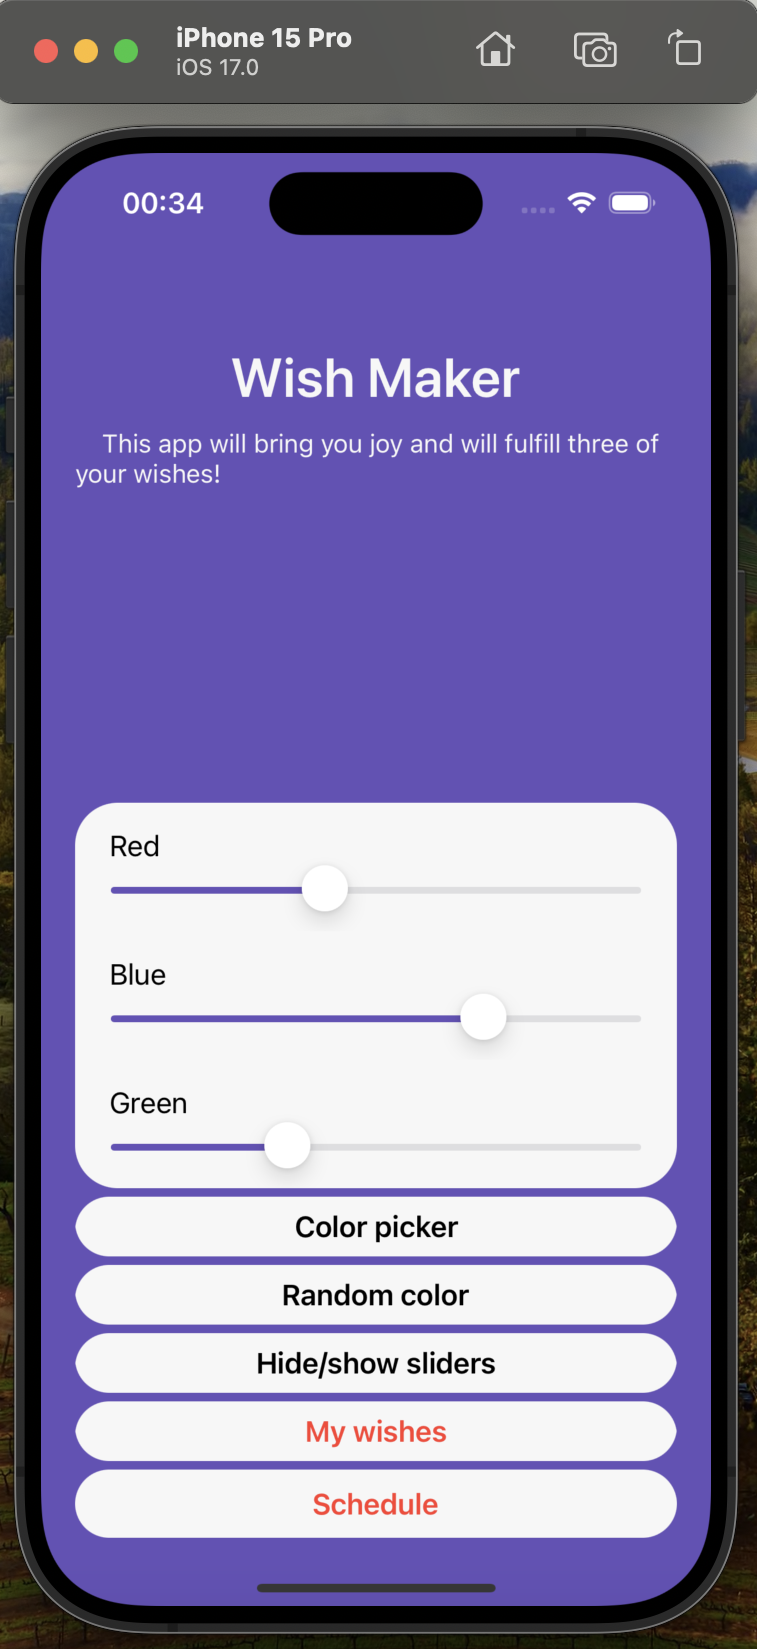 iPhone 15 Pro
iOS 17.0
00:34
Wish Maker
This app will bring you joy and will fulfill three of
your wishes!
Red
Blue
Green
Color picker
Random color
Hide/show sliders
My wishes
Schedule